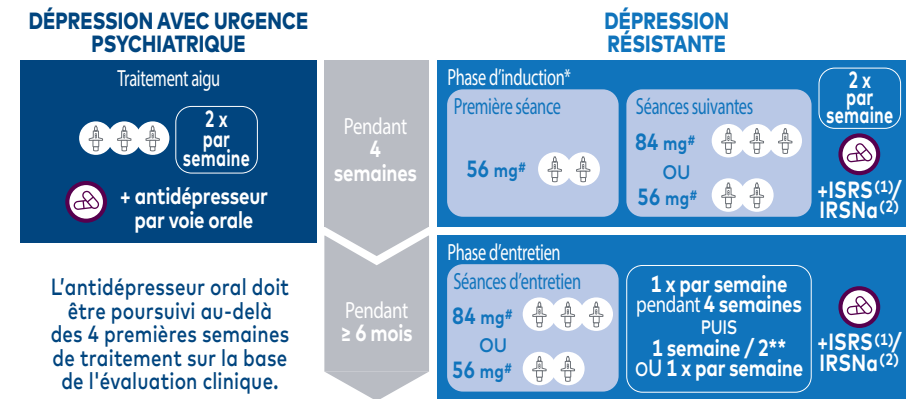 DÉPRESSION AVEC URGENCE
PSYCHIATRIQUE
Traitement aigu
2 x
par
semaine
+ antidépresseur
par voie orale
L'antidépresseur oral doit
être poursuivi au-delà
des 4 premières semaines
de traitement sur la base
de l'évaluation clinique.
Pendant
4
semaines
Pendant
≥ 6 mois
DÉPRESSION
RÉSISTANTE
Phase d'induction*
Première séance
56 mg#
Séances suivantes
84 mg#
OU
56 mg#
2 x
par
semaine
+ISRS(1)/
IRSNa(2)
Phase d'entretien
Séances d'entretien
84 mg#
OU
56 mg#
1 x par semaine
pendant 4 semaines
PUIS
1 semaine / 2**
oU 1 x par semaine
+ISRS(1)/
IRSNa(2)